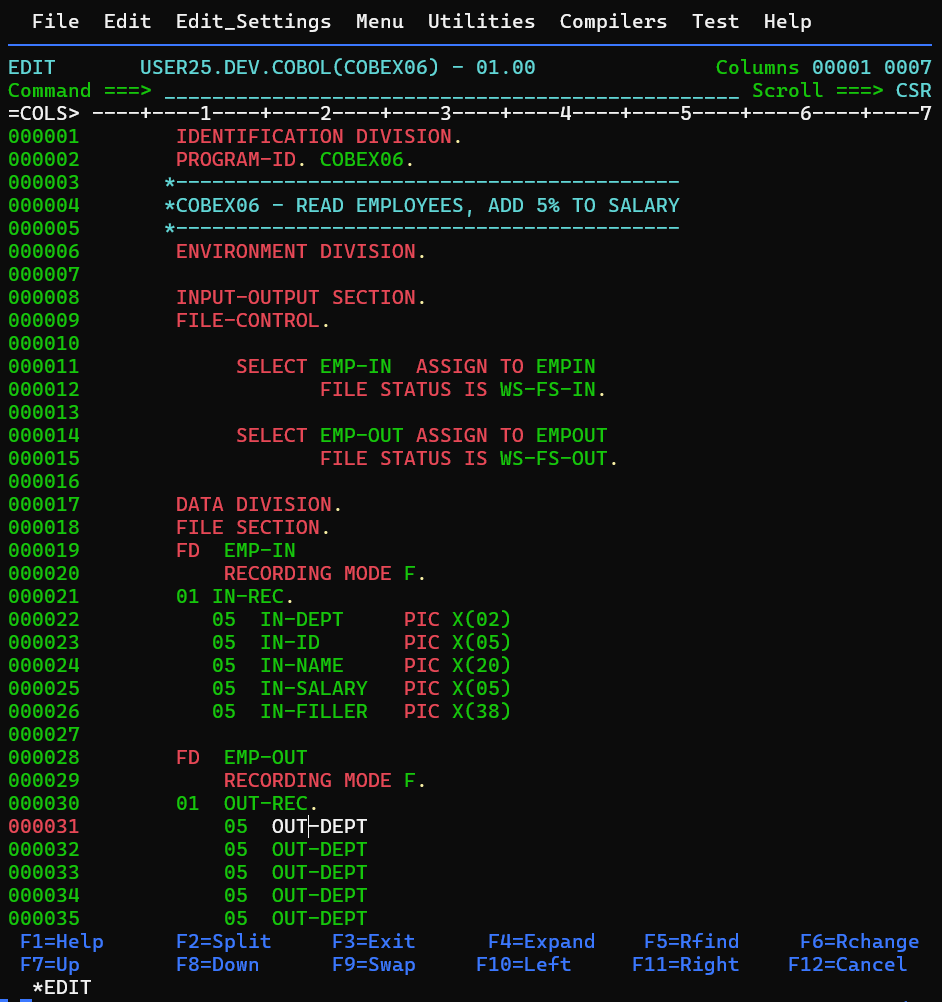 File  Edit  Edit_Settings  Menu  Utilities  Compilers  Test  Help
EDIT       USER25.DEV.COBOL(COBEX06) - 01.00               Columns 00001 0007
Command ===> ________________________________________________ Scroll ===> CSR
=COLS> ----+----1----+----2----+----3----+----4----+----5----+----6----+----7
000001        IDENTIFICATION DIVISION.
000002        PROGRAM-ID. COBEX06.
000003       *------------------------------------------
000004       *COBEX06 - READ EMPLOYEES, ADD 5% TO SALARY
000005       *------------------------------------------
000006        ENVIRONMENT DIVISION.
000007
000008        INPUT-OUTPUT SECTION.
000009        FILE-CONTROL.
000010
000011             SELECT EMP-IN  ASSIGN TO EMPIN
000012                    FILE STATUS IS WS-FS-IN.
000013
000014             SELECT EMP-OUT ASSIGN TO EMPOUT
000015                    FILE STATUS IS WS-FS-OUT.
000016
000017        DATA DIVISION.
000018        FILE SECTION.
000019        FD  EMP-IN
000020            RECORDING MODE F.
000021        01 IN-REC.
000022           05  IN-DEPT     PIC X(02)
000023           05  IN-ID       PIC X(05)
000024           05  IN-NAME     PIC X(20)
000025           05  IN-SALARY   PIC X(05)
000026           05  IN-FILLER   PIC X(38)
000027
000028        FD  EMP-OUT
000029            RECORDING MODE F.
000030        01  OUT-REC.
000031            05  OUT-DEPT
000032            05  OUT-DEPT
000033            05  OUT-DEPT
000034            05  OUT-DEPT
000035            05  OUT-DEPT
F1=Help      F2=Split     F3=Exit      F4=Expand    F5=Rfind     F6=Rchange
F7=Up        F8=Down      F9=Swap     F10=Left     F11=Right    F12=Cancel
*EDIT